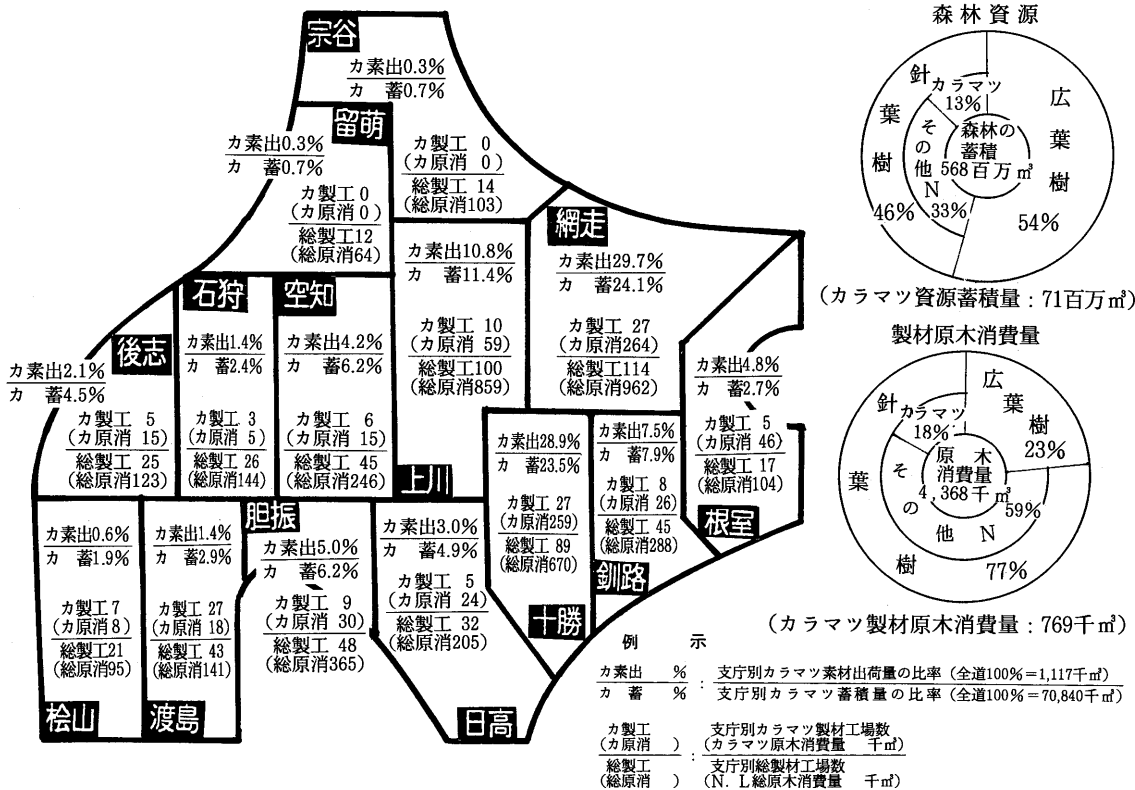 宗谷
カ素出0.3%
カ 蓄0.7%
カ製工 0
(カ原消 0)
総製工 14
(総原消103)
留萌
カ素出0.3%
カ 蓄0.7%
カ製工 0
(カ原消 0)
総製工12
(総原消64)
網走
カ素出29.7%
カ 蓄24.1%
カ製工 27
(カ原消264)
総製工114
(総原消962)
カ素出10.8%
カ 蓄11.4%
カ製工 10
(カ原消 59)
総製工100
(総原消859)
上川
石狩
カ素出1.4%
カ 蓄2.4%
カ製工 3
(カ原消 5)
総製工 26
(総原消144)
空知
カ素出4.2%
カ 蓄6.2%
カ製工 6
(カ原消 15)
総製工 45
(総原消246)
後志
カ素出2.1%
カ 蓄4.5%
カ製工 5
(カ原消 15)
総製工 25
(総原消123)
カ素出4.8%
カ 蓄2.7%
カ製工 5
(カ原消 46)
総製工 17
(総原消104)
根室
カ素出28.9%
カ 蓄23.5%
カ製工 27
(カ原消259)
総製工 89
(総原消670)
十勝
カ素出7.5%
カ 蓄7.9%
カ製工 8
(カ原消 26)
総製工 45
(総原消288)
釧路
カ素出0.6%
カ 蓄1.9%
カ製工7
(カ原消8)
総製工21
(総原消95)
桧山
カ素出1.4%
カ 蓄2.9%
カ製工 27
(カ原消 18)
総製工 43
(総原消141)
渡島
胆振
カ素出5.0%
カ 蓄6.2%
カ製工 9
(カ原消 30)
総製工 48
(総原消365)
カ素出3.0%
カ 蓄4.9%
カ製工 5
(カ原消 24)
総製工 32
(総原消205)
日高
森林資源
針葉樹
46%
カラマツ
13%
その他N
33%
広葉樹
54%
森林の
蓄積
568百万㎥
(カラマツ資源蓄積量：71百万㎥)
製材原木消費量
針葉樹
77%
カラマツ
18%
その他N
59%
広葉樹
23%
原木
消費量
4,368千㎥
(カラマツ製材原木消費量：769千㎥)
例 示
カ素出 % : 支庁別カラマツ素材出荷量の比率 (全道100%＝1,117千㎥)
カ 蓄 % 支庁別カラマツ蓄積量の比率 (全道100%＝70,840千㎥)
カ製工 支庁別カラマツ製材工場数
(カ原消 ) : (カラマツ原木消費量 千㎥)
総製工 支庁別総製材工場数
(総原消 ) (N. L総原木消費量 千㎥)